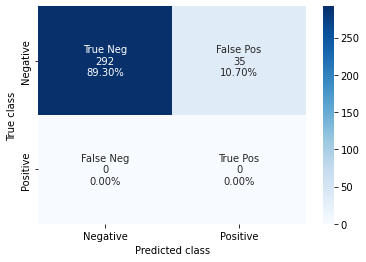 True Neg
292
89.30%
False Pos
35
10.70%
False Neg
0
0.00%
True Pos
0
0.00%
Negative
Positive
True class
Negative
Positive
Predicted class
250
200
150
100
50
0